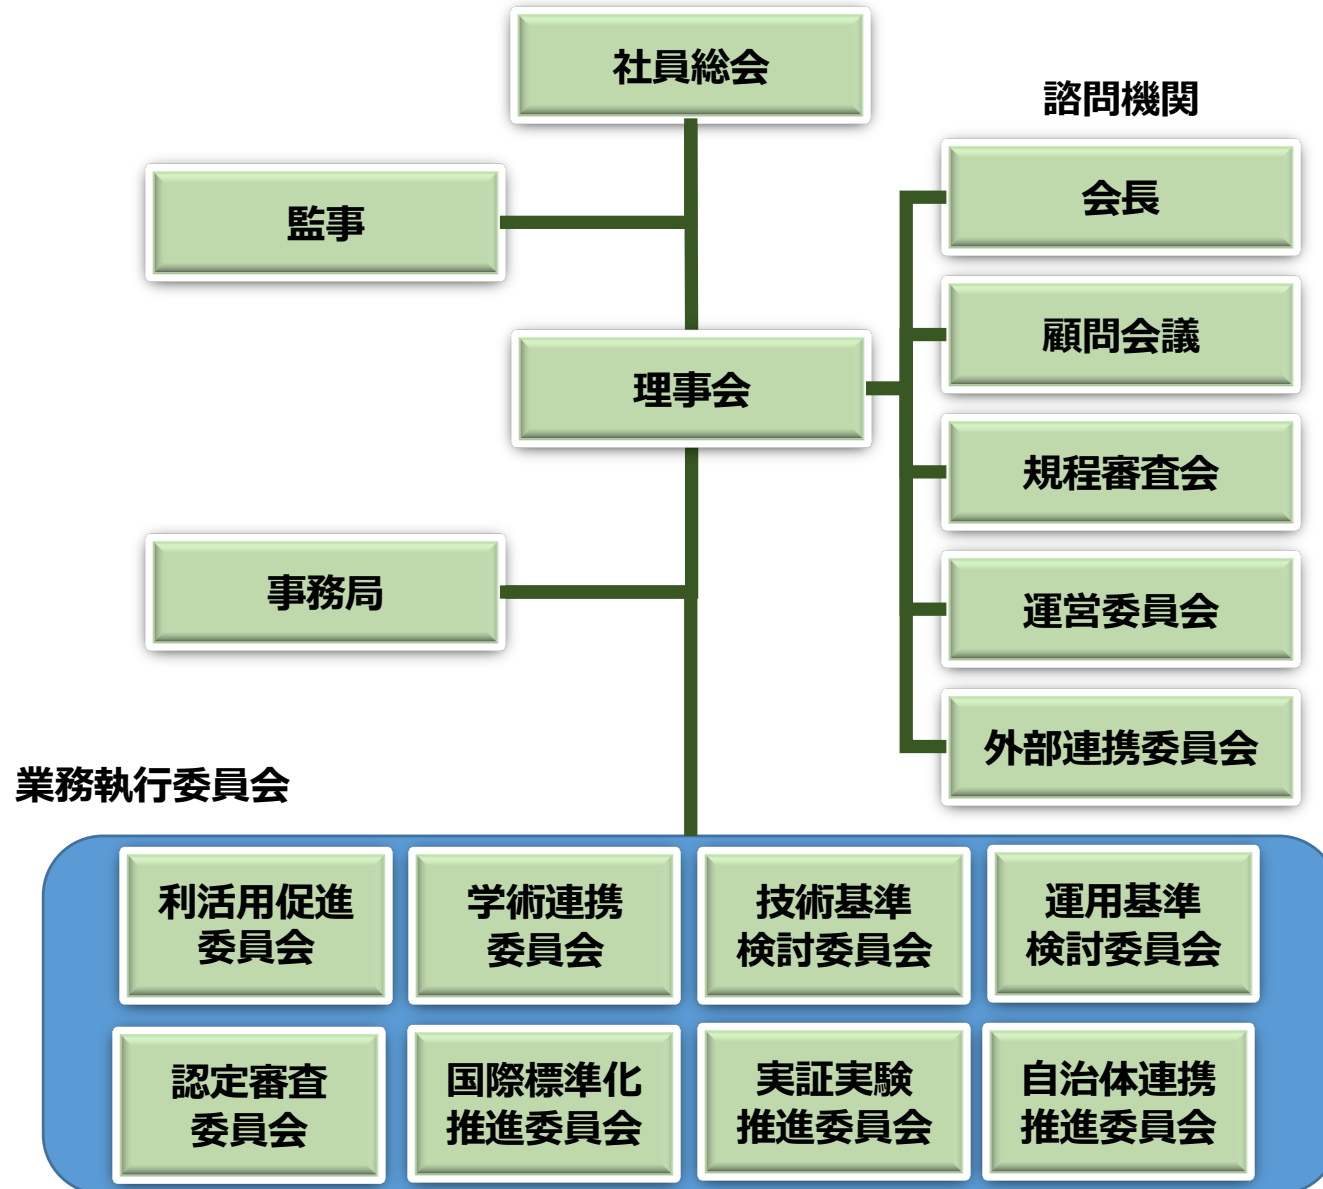 社員総会
諮問機関
監事
会長
顧問会議
理事会
規程審査会
事務局
運営委員会
外部連携委員会
業務執行委員会
利活用促進
委員会
学術連携
委員会
技術基準
検討委員会
運用基準
検討委員会
認定審査
委員会
国際標準化
推進委員会
実証実験
推進委員会
自治体連携
推進委員会